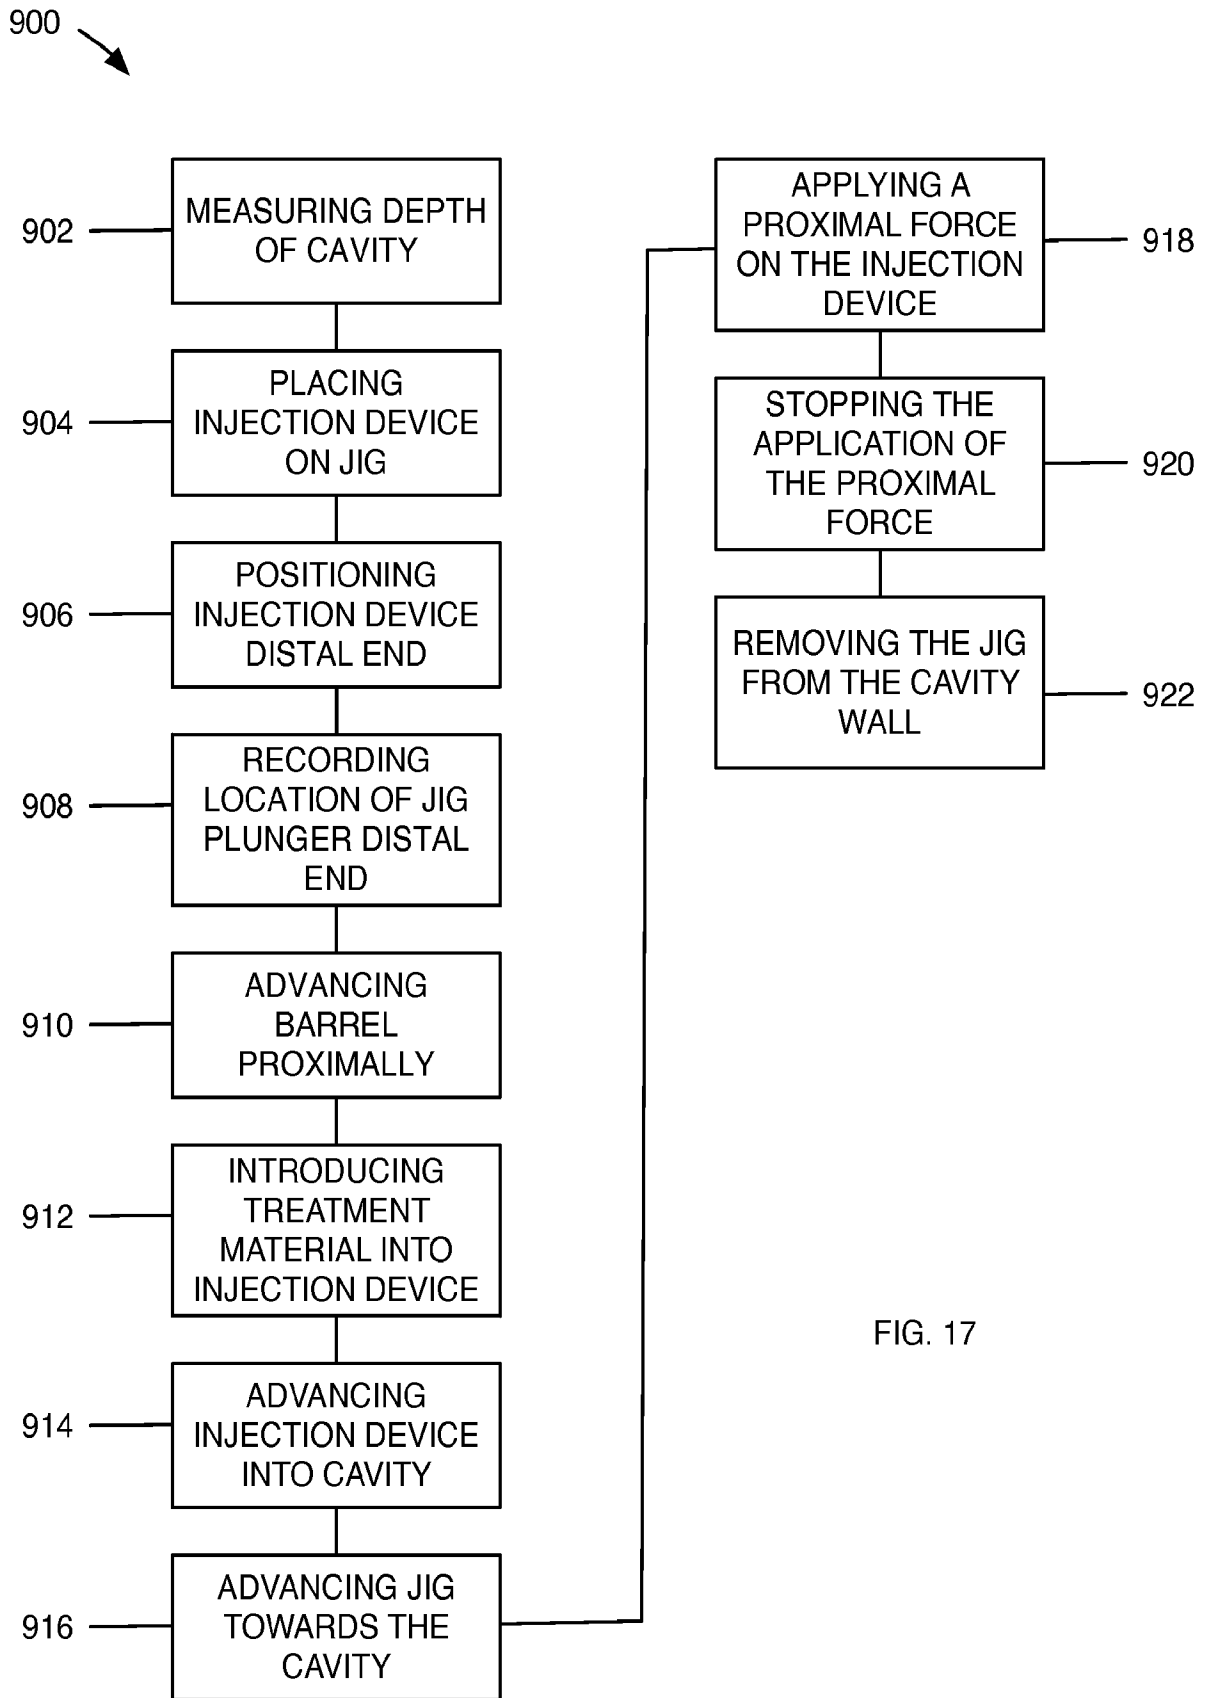 900
902
MEASURING DEPTH
OF CAVITY
904
PLACING
INJECTION DEVICE
ON JIG
906
POSITIONING
INJECTION DEVICE
DISTAL END
908
RECORDING
LOCATION OF JIG
PLUNGER DISTAL
END
910
ADVANCING
BARREL
PROXIMALLY
912
INTRODUCING
TREATMENT
MATERIAL INTO
INJECTION DEVICE
914
ADVANCING
INJECTION DEVICE
INTO CAVITY
916
ADVANCING JIG
TOWARDS THE
CAVITY
APPLYING A
PROXIMAL FORCE
ON THE INJECTION
DEVICE
918
STOPPING THE
APPLICATION OF
THE PROXIMAL
FORCE
920
REMOVING THE JIG
FROM THE CAVITY
WALL
922
FIG. 17